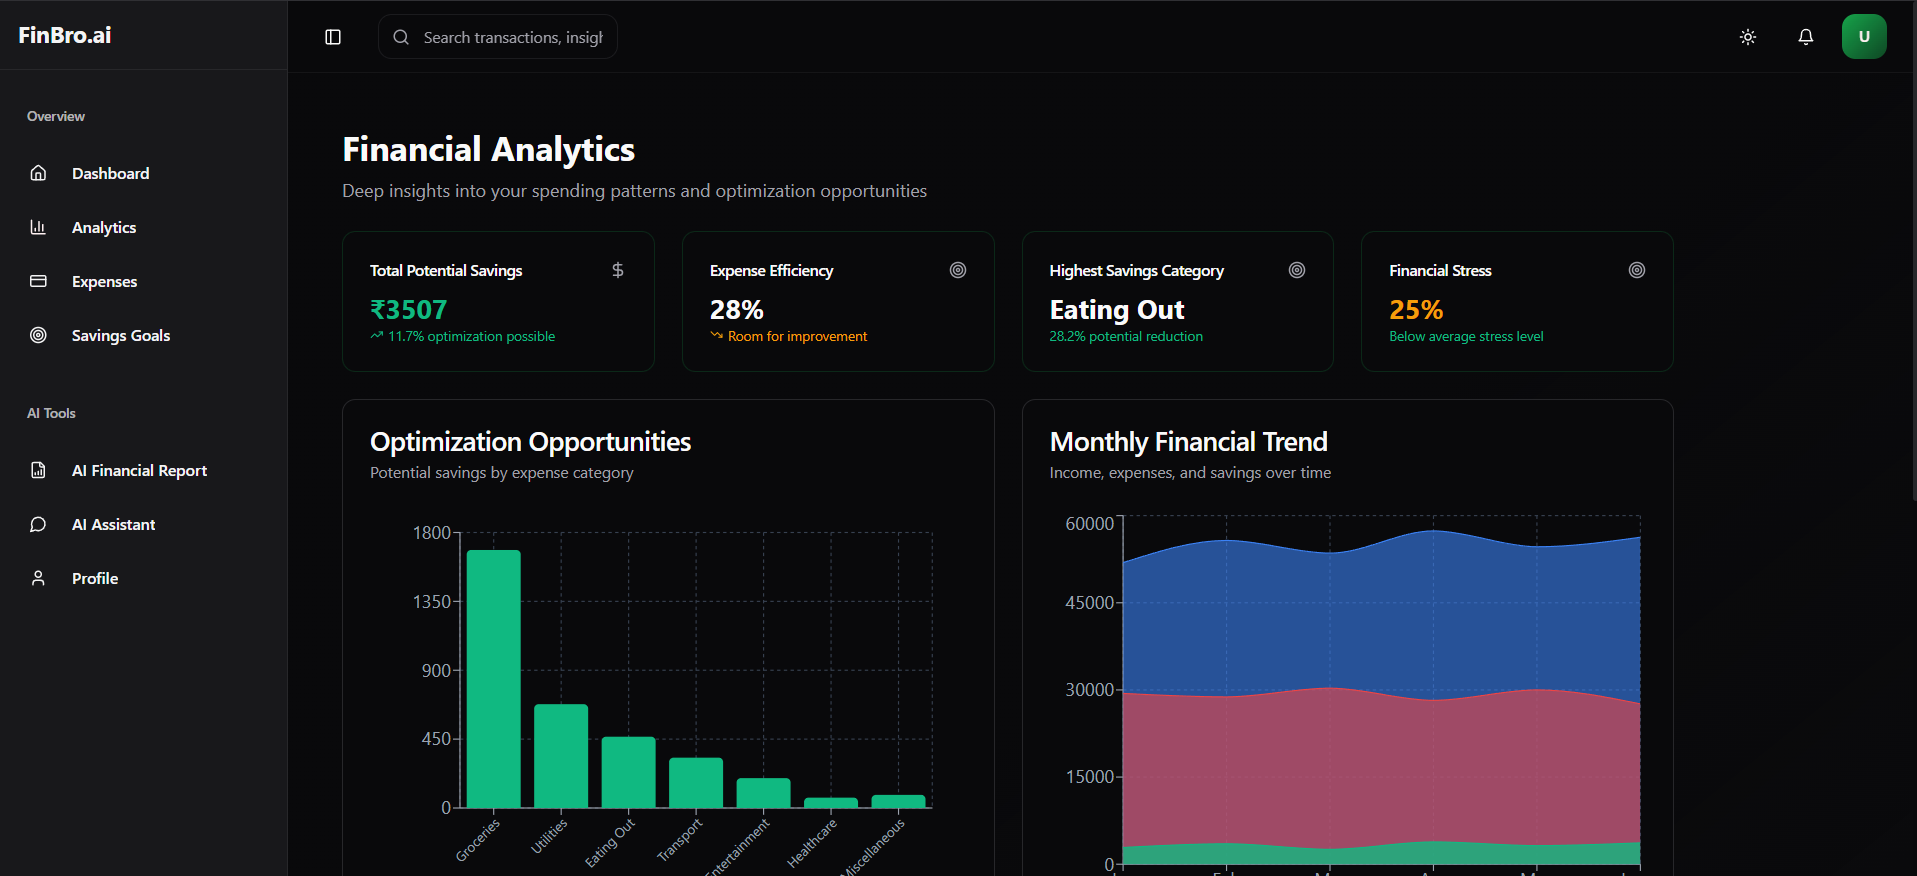 FinBro.ai
Search transactions, insigh
U
Overview
Dashboard
Analytics
Expenses
Savings Goals
AI Tools
AI Financial Report
AI Assistant
Profile
Financial Analytics
Deep insights into your spending patterns and optimization opportunities
Total Potential Savings
₹3507
11.7% optimization possible
Expense Efficiency
28%
Room for improvement
Highest Savings Category
Eating Out
28.2% potential reduction
Financial Stress
25%
Below average stress level
Optimization Opportunities
Potential savings by expense category
1800
1350
900
450
0
Groceries
Utilities
Eating Out
Transport
Entertainment
Healthcare
Miscellaneous
Monthly Financial Trend
Income, expenses, and savings over time
60000
45000
30000
15000
0